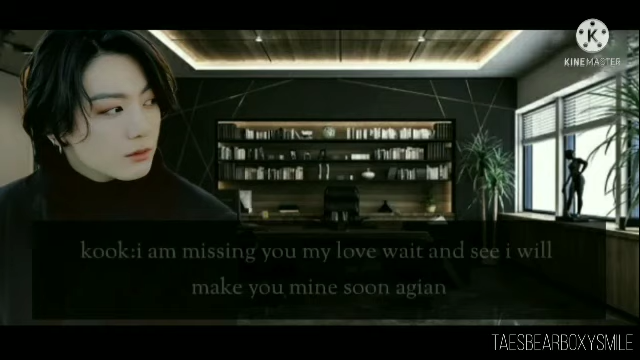 K
KINEMASTER
kook:i am missing you my love wait and see i will
make you mine soon agian
TAESBEARBOXYSMILE